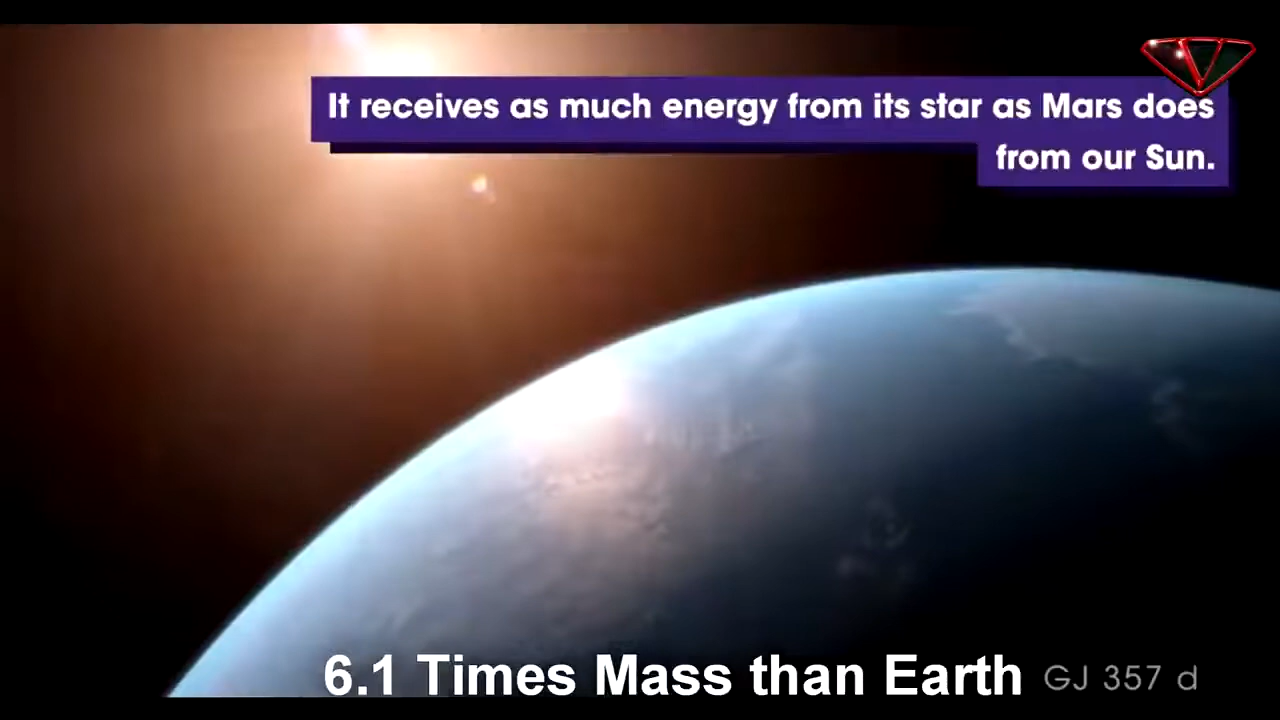 It receives as much energy from its star as Mars does
from our Sun.
6.1 Times Mass than Earth
GJ 357 d